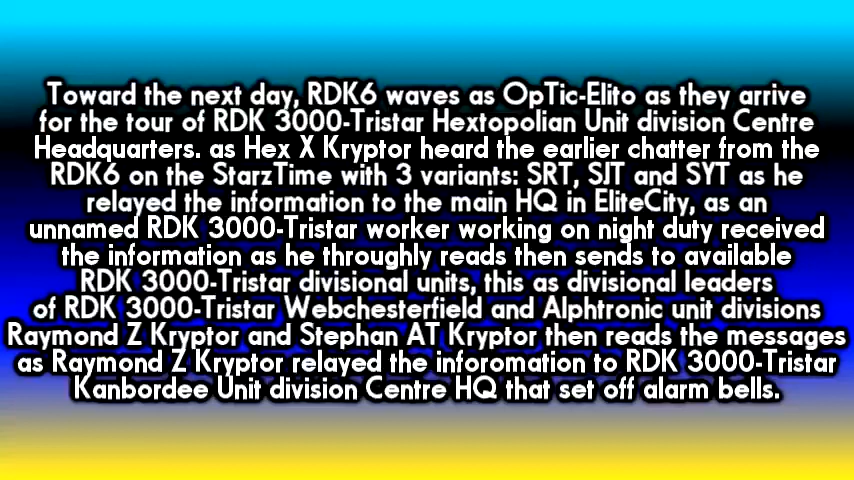 Toward the next day, RDK6 waves as OpTic-Elito as they arrive
for the tour of RDK 3000-Tristar Hextopolian Unit division Centre
Headquarters. as Hex X Kryptor heard the earlier chatter from the
RDK6 on the StarzTime with 3 variants: SRT, SJT and SYT as he
relayed the information to the main HQ in EliteCity, as an
unnamed RDK 3000-Tristar worker working on night duty received
the information as he throughly reads then sends to available
RDK 3000-Tristar divisional units, this as divisional leaders
of RDK 3000-Tristar Webchesterfield and Alphtronic unit divisions
Raymond Z Kryptor and Stephan AT Kryptor then reads the messages
as Raymond Z Kryptor relayed the inforomation to RDK 3000-Tristar
Kanbordee Unit division Centre HQ that set off alarm bells.